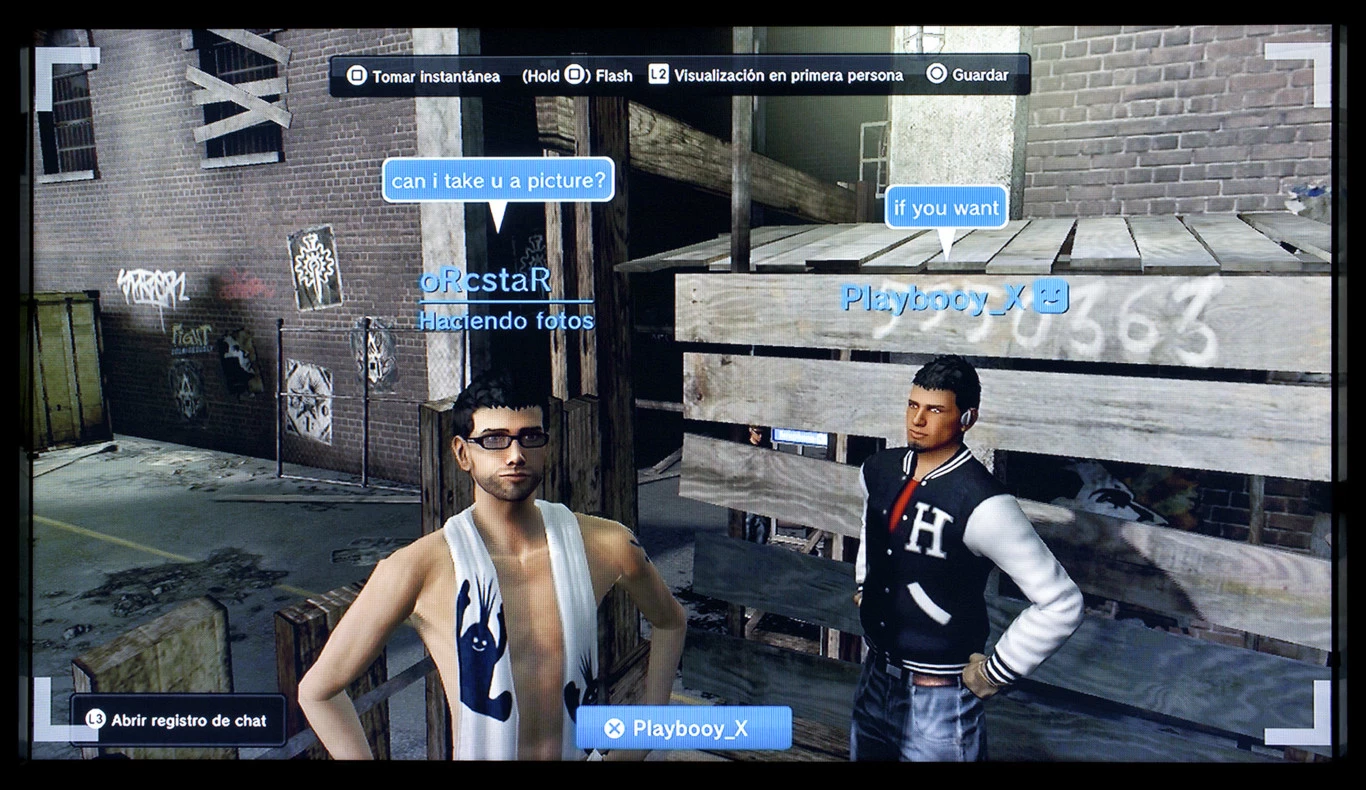 Tomar instantánea (Hold ) Flash L2 Visualización en primera persona Guardar
can i take u a picture?
if you want
oRcstaR
Haciendo fotos
Playbooy_X
FIGHT
H
L3 Abrir registro de chat
Playbooy_X